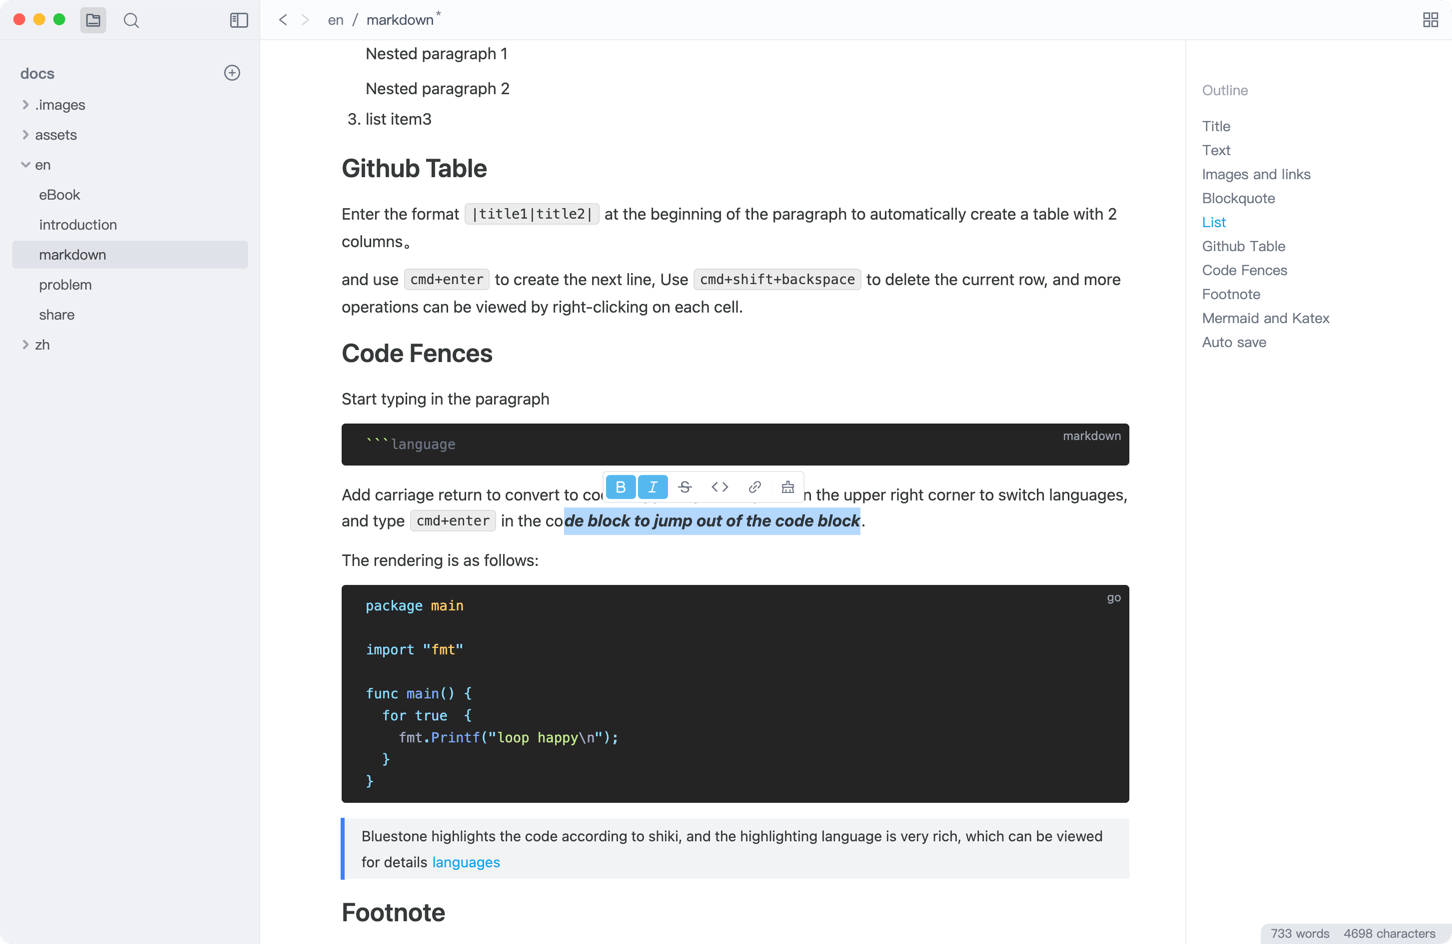 en / markdown*
docs
.images
assets
en
eBook
introduction
markdown
problem
share
zh
Nested paragraph 1
Nested paragraph 2
3. list item3
Github Table
Enter the format |title1|title2| at the beginning of the paragraph to automatically create a table with 2
columns。
and use cmd+enter to create the next line, Use cmd+shift+backspace to delete the current row, and more
operations can be viewed by right-clicking on each cell.
Code Fences
Start typing in the paragraph
markdown
```language
B I S
Add carriage return to convert to co
n the upper right corner to switch languages,
and type cmd+enter in the code block to jump out of the code block.
The rendering is as follows:
go
package main
import "fmt"
func main() {
for true {
fmt.Printf("loop happy\n");
}
}
Bluestone highlights the code according to shiki, and the highlighting language is very rich, which can be viewed
for details languages
Footnote
Outline
Title
Text
Images and links
Blockquote
List
Github Table
Code Fences
Footnote
Mermaid and Katex
Auto save
733 words 4698 characters